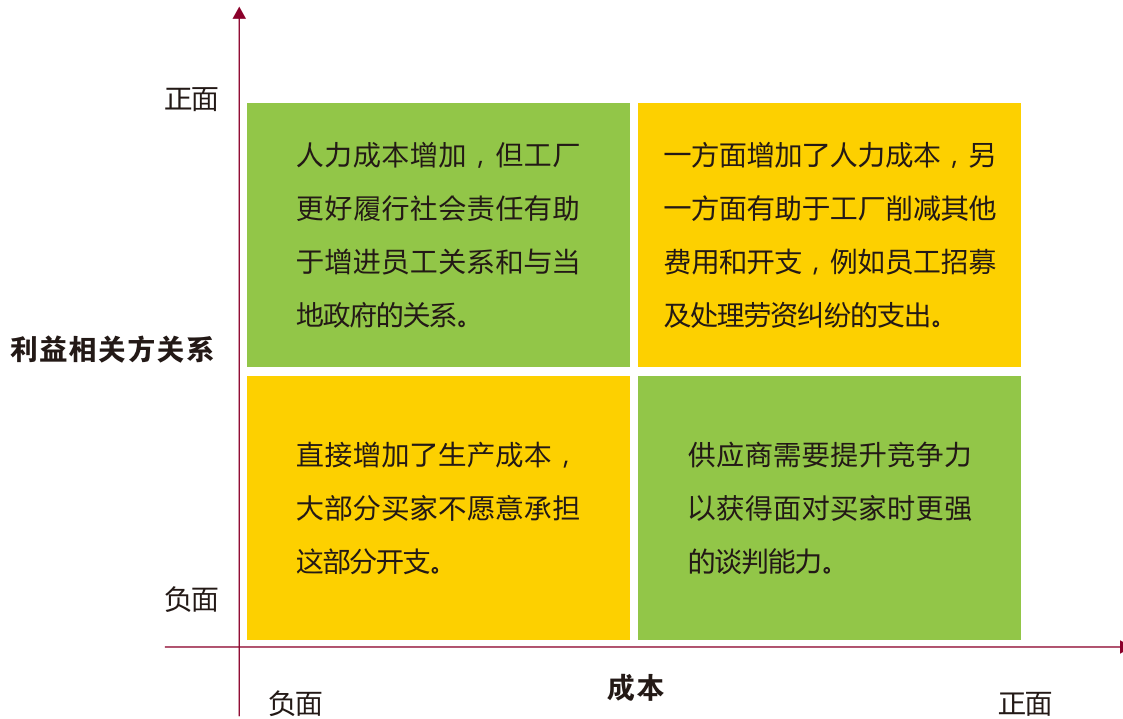 正面
人力成本增加，但工厂
更好履行社会责任有助
于增进员工关系和与当
地政府的关系。
一方面增加了人力成本，另
一方面有助于工厂削减其他
费用和开支，例如员工招募
及处理劳资纠纷的支出。
利益相关方关系
直接增加了生产成本，
大部分买家不愿意承担
这部分开支。
供应商需要提升竞争力
以获得面对买家时更强
的谈判能力。
负面
负面
成本
正面